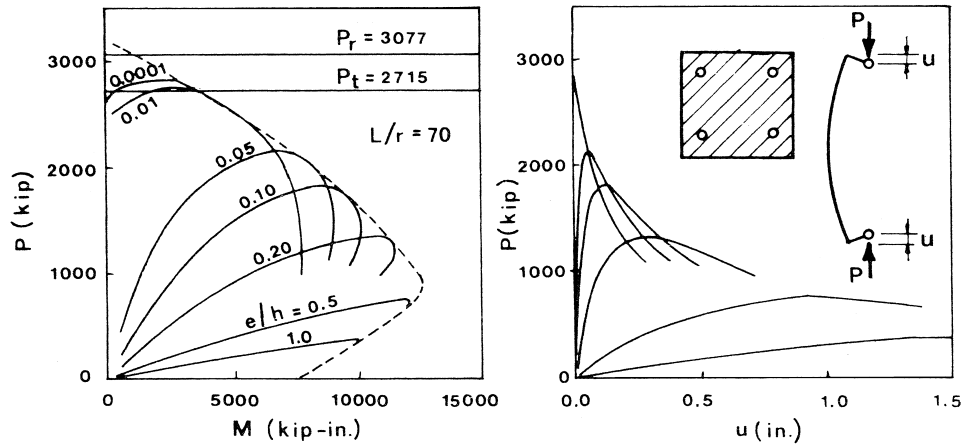 P_r = 3077
P_t = 2715
L/r = 70
0.0001
0.01
0.05
0.10
0.20
e/h = 0.5
1.0
3000
2000
1000
0
P (kip)
0
5000
10000
15000
M (kip-in.)
3000
2000
1000
0
P(kip)
0.0
0.5
1.0
1.5
u (in.)
P
u
u
P